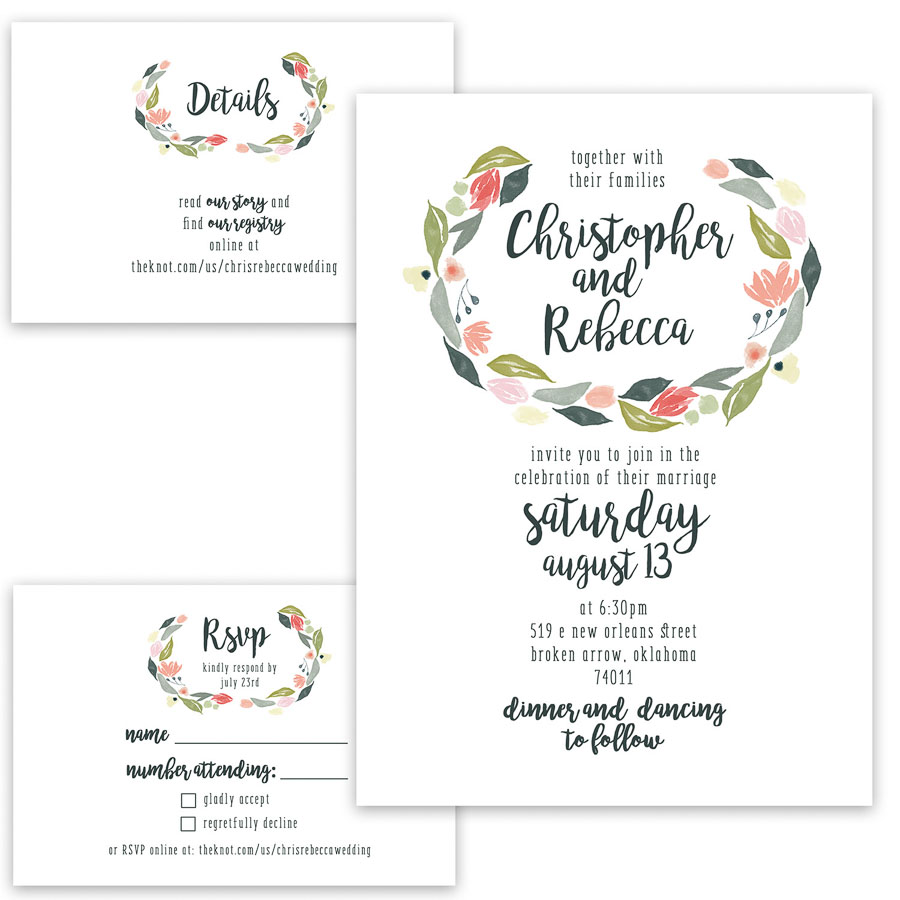 Details
read our story and
find our registry
online at
theknot.com/us/chrisrebeccawedding
together with
their families
Christopher
and
Rebecca
invite you to join in the
celebration of their marriage
saturday
august 13
at 6:30pm
519 e new orleans street
broken arrow, oklahoma
74011
dinner and dancing
to follow
Rsvp
kindly respond by
july 23rd
name
number attending:
gladly accept
regretfully decline
or RSVP online at: theknot.com/us/chrisrebeccawedding